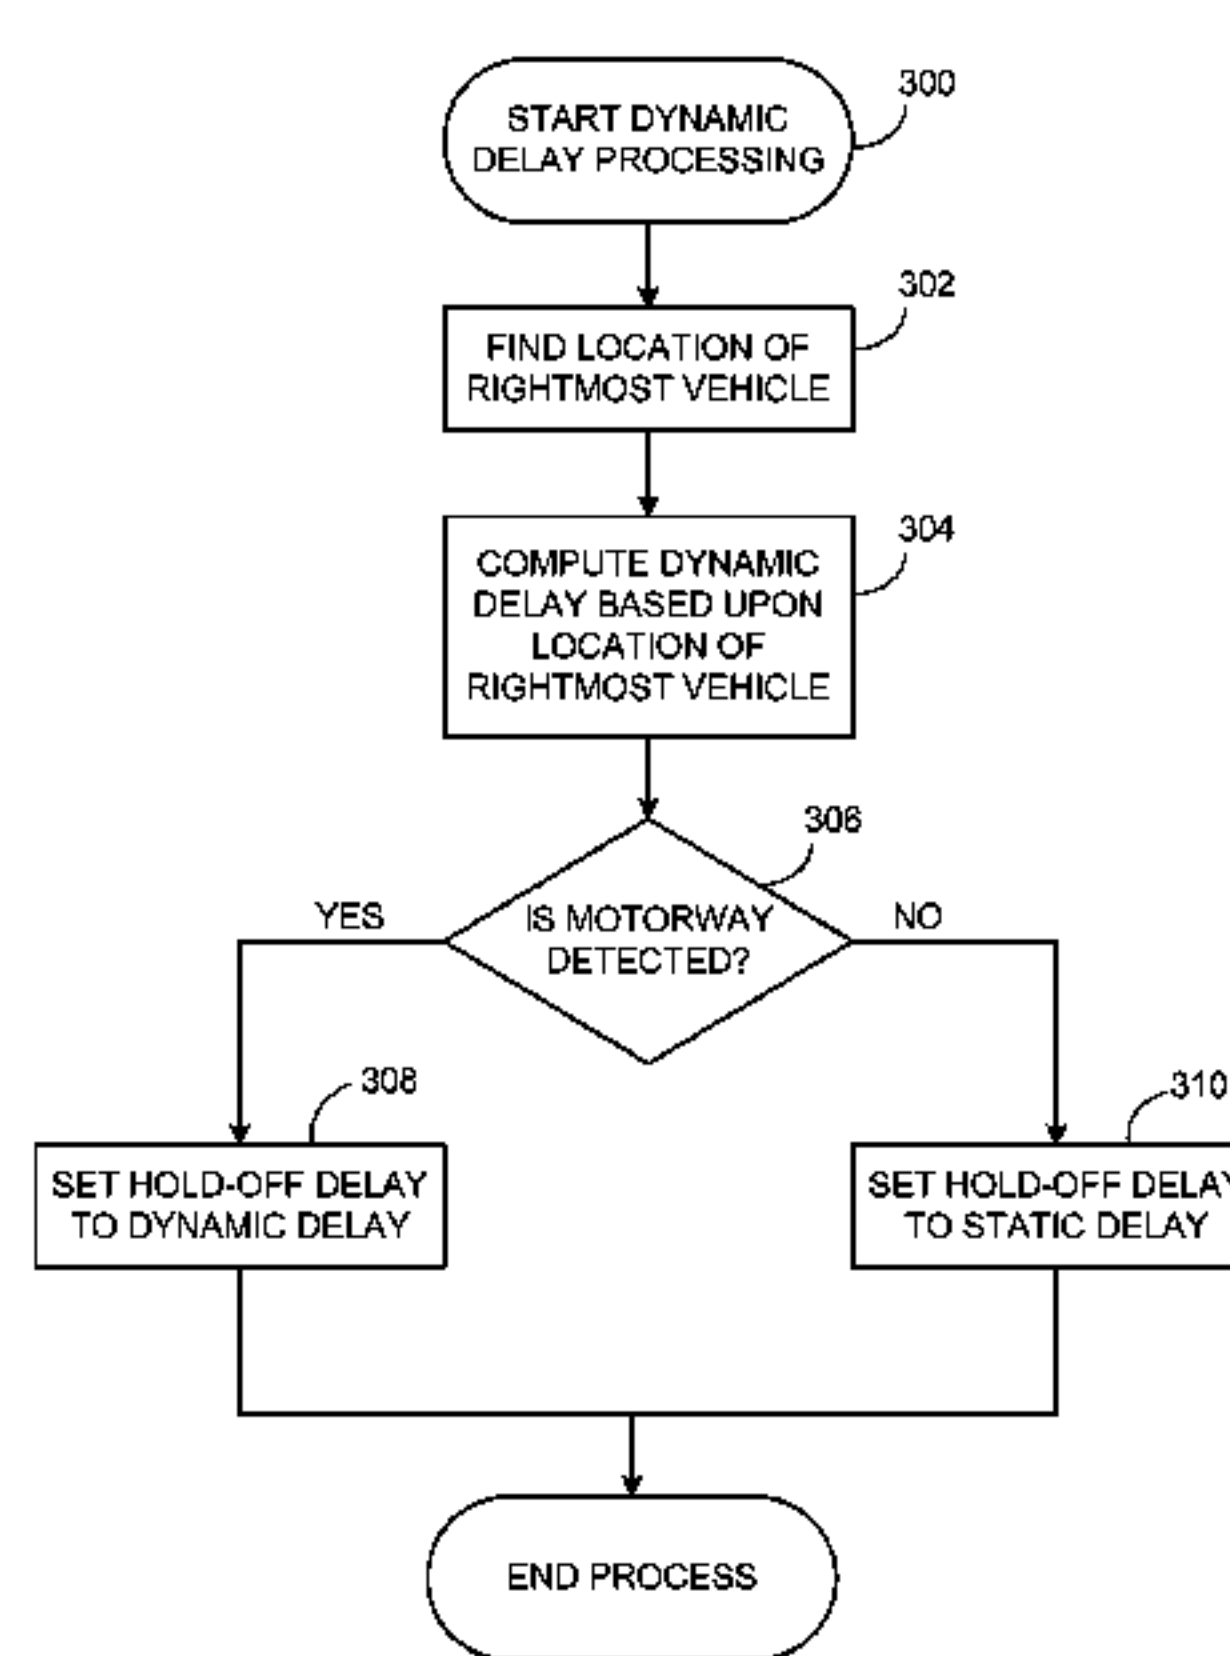 300
START DYNAMIC
DELAY PROCESSING
302
FIND LOCATION OF
RIGHTMOST VEHICLE
304
COMPUTE DYNAMIC
DELAY BASED UPON
LOCATION OF
RIGHTMOST VEHICLE
306
YES
IS MOTORWAY
DETECTED?
NO
308
SET HOLD-OFF DELAY
TO DYNAMIC DELAY
310
SET HOLD-OFF DELAY
TO STATIC DELAY
END PROCESS